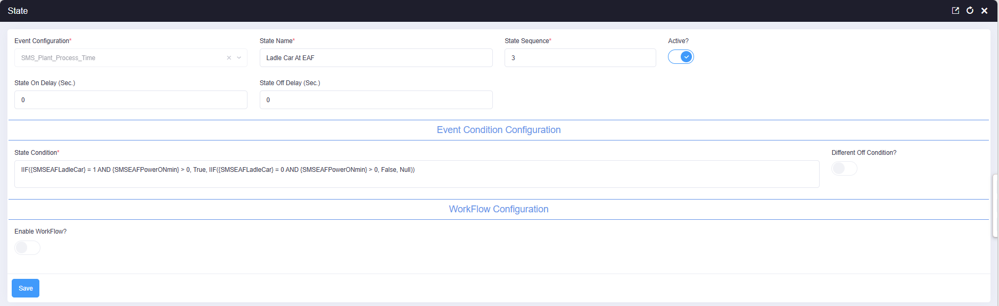 State
Event Configuration*
State Name*
State Sequence*
Active?
SMS_Plant_Process_Time
Ladle Car At EAF
3
State On Delay (Sec.)
State Off Delay (Sec.)
0
0
Event Condition Configuration
State Condition*
Different Off Condition?
IIF({SMSEAFLadleCar} = 1 AND {SMSEAFPowerONmin} > 0, True, IIF({SMSEAFLadleCar} = 0 AND {SMSEAFPowerONmin} > 0, False, Null))
WorkFlow Configuration
Enable WorkFlow?
Save